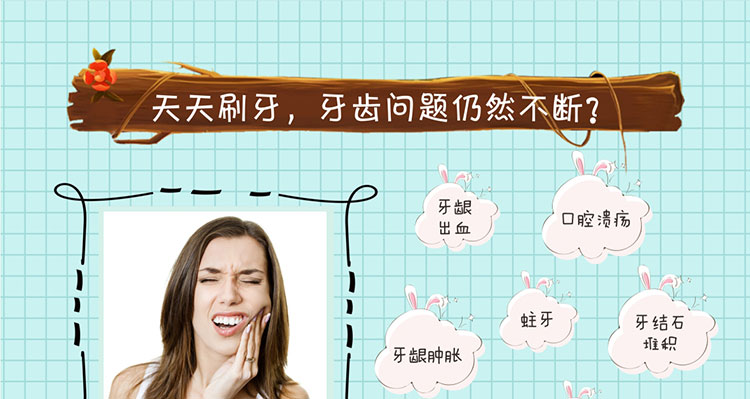 天天刷牙，牙齿问题仍然不断？
牙龈
出血
口腔溃疡
牙龈肿胀
蛀牙
牙结石
堆积